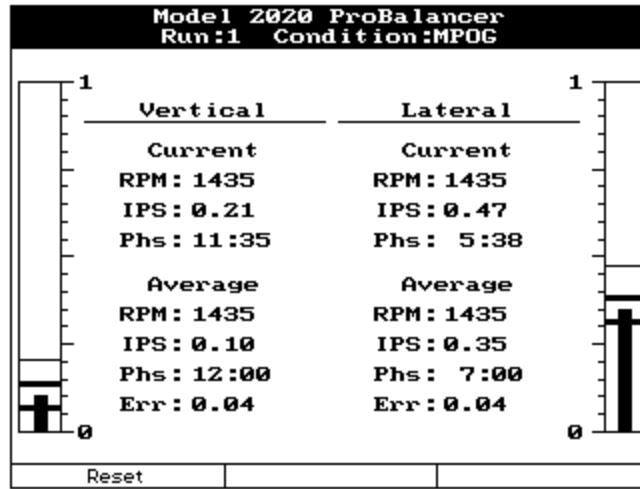 Model 2020 ProBalancer
Run:1 Condition:MPOG
1
1
Vertical
Lateral
Current
Current
RPM: 1435
RPM: 1435
IPS: 0.21
IPS: 0.47
Phs: 11:35
Phs: 5:38
Average
Average
RPM: 1435
RPM: 1435
IPS: 0.10
IPS: 0.35
Phs: 12:00
Phs: 7:00
Err: 0.04
Err: 0.04
0
0
Reset